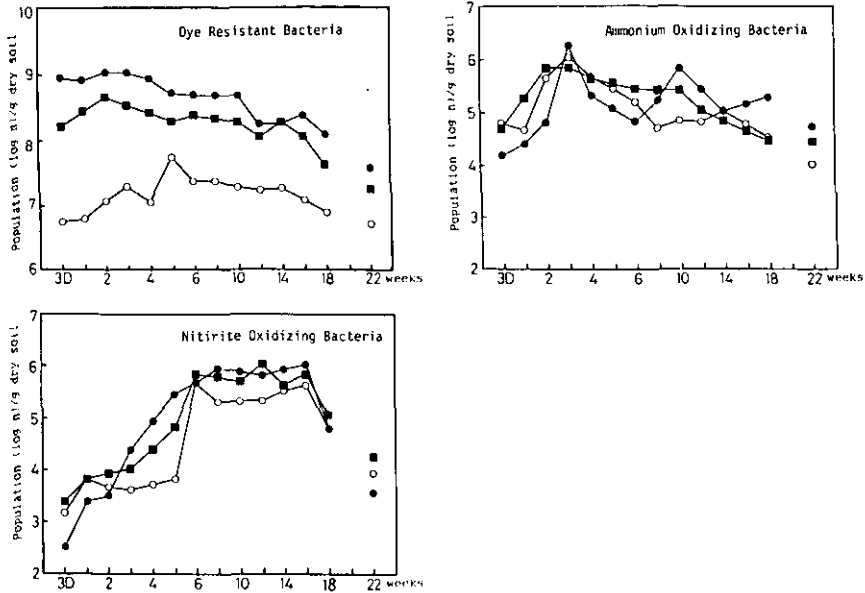 10
9
8
7
6
Population (log n)/g dry soil
Dye Resistant Bacteria
3D 2 4 6 10 14 18 22 weeks
7
6
5
4
3
2
Population (log n)/g dry soil
Ammonium Oxidizing Bacteria
3D 2 4 6 10 14 18 22 weeks
7
6
5
4
3
2
Population (log n)/g dry soil
Nitirite Oxidizing Bacteria
3D 2 4 6 10 14 18 22 weeks